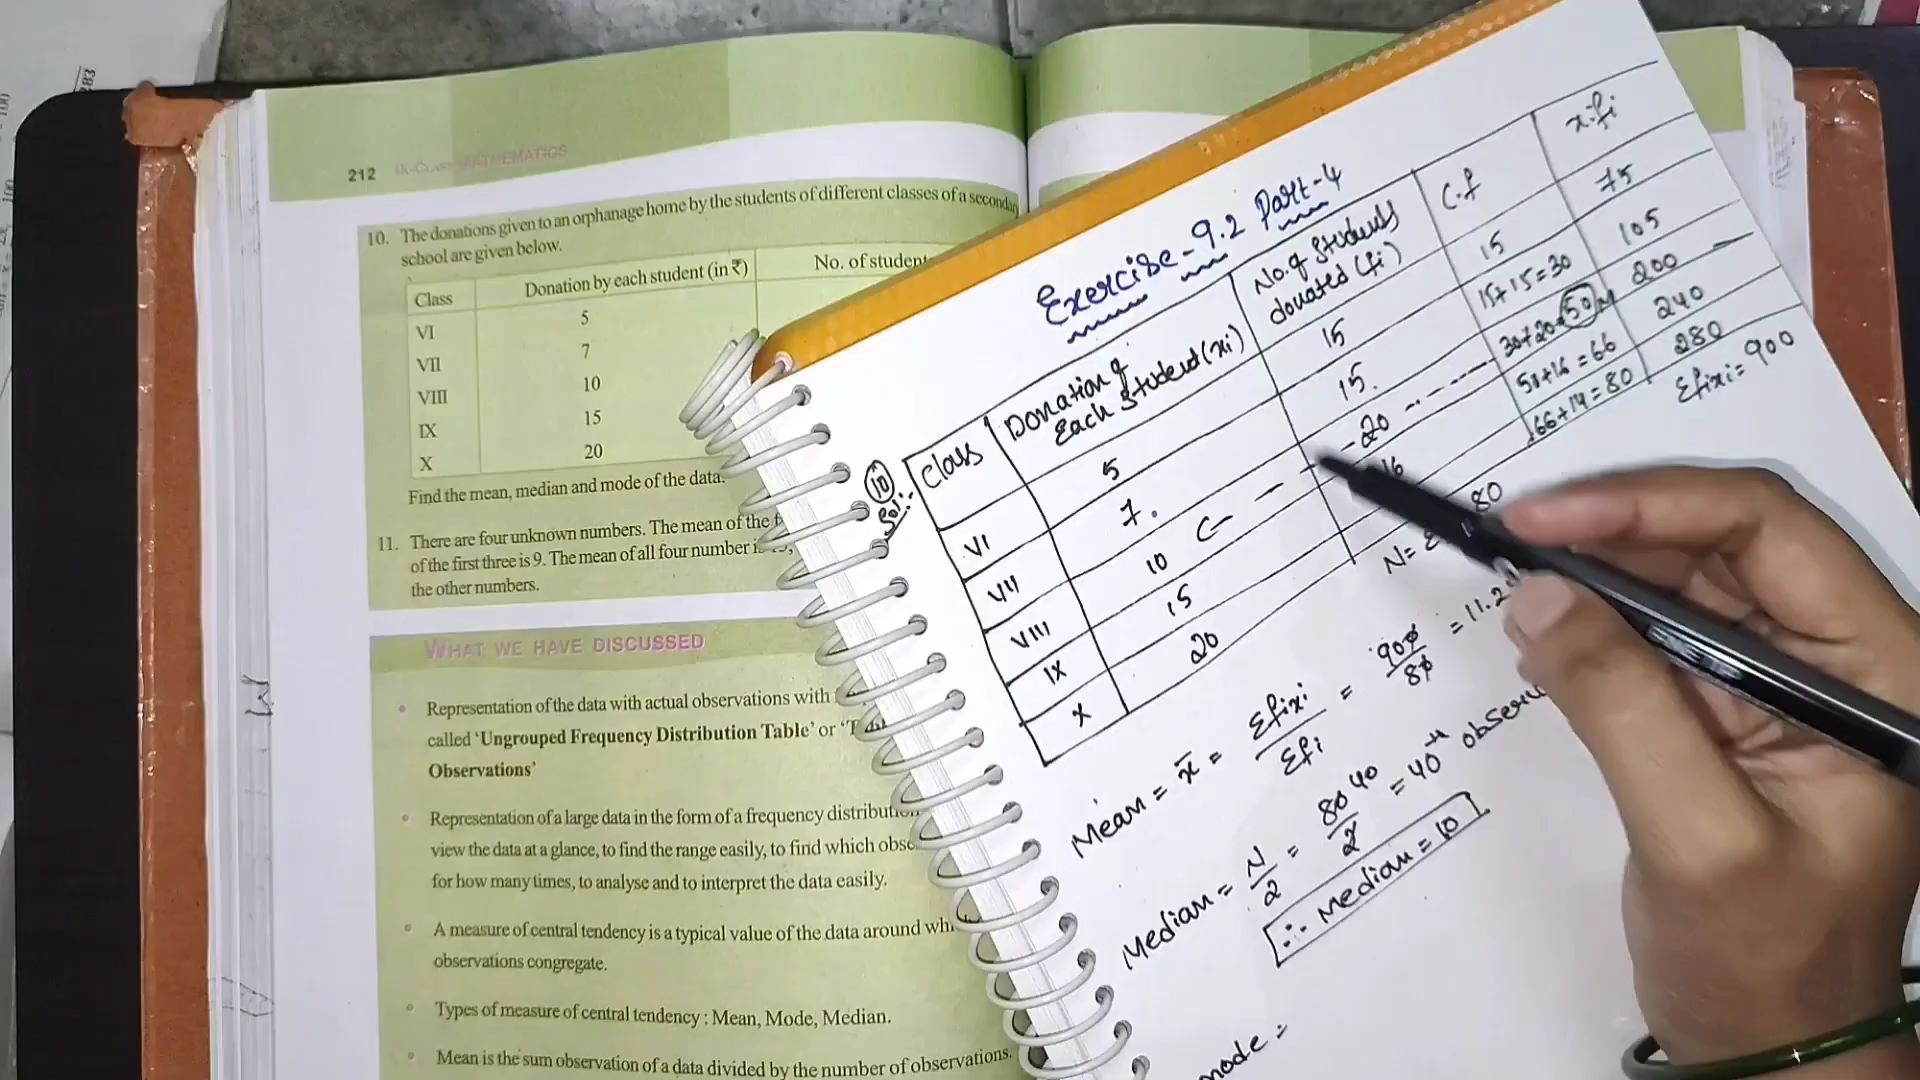 212 IX-CLASS MATHEMATICS
10. The donations given to an orphanage home by the students of different classes of a secondary
school are given below.
Class Donation by each student (in ₹) No. of student
VI 5
VII 7
VIII 10
IX 15
X 20
Find the mean, median and mode of the data.
11. There are four unknown numbers. The mean of the f
of the first three is 9. The mean of all four number i
the other numbers.
WHAT WE HAVE DISCUSSED
• Representation of the data with actual observations with
called 'Ungrouped Frequency Distribution Table' or
Observations'
• Representation of a large data in the form of a frequency distribut
view the data at a glance, to find the range easily, to find which obse
for how many times, to analyse and to interpret the data easily.
• A measure of central tendency is a typical value of the data around wh
observations congregate.
• Types of measure of central tendency : Mean, Mode, Median.
• Mean is the sum observation of a data divided by the number of observations.
Exercise-9.2 Part-4
10
Sol:-
Class Donation of Each Student (xi) No. of Students donated (fi) C.f xifi
VI 5 15 15 75
VII 7. 15. 15+15=30 105
VIII 10 20 30+20=50 200
IX 15 16 50+16=66 240
X 20 66+14=80 280
N= 80 Σfixi=900
Mean = x̄ = Σfixi/Σfi = 900/80 = 11.2
Median = N/2 = 80/2 40 = 40th
∴ Median = 10
mode =